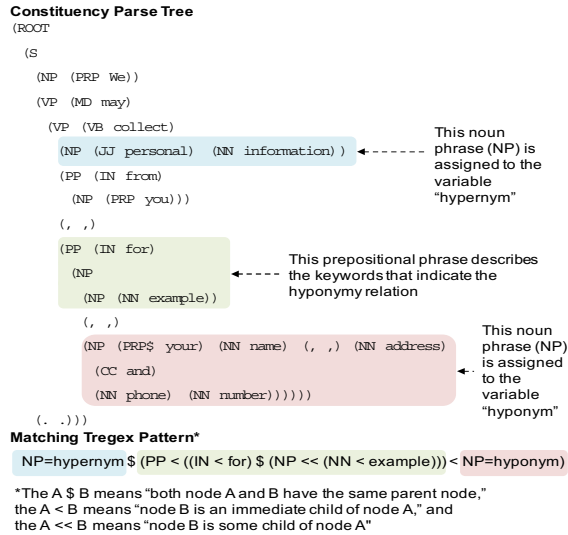 Constituency Parse Tree
(ROOT
(S
(NP (PRP We))
(VP (MD may)
(VP (VB collect)
(NP (JJ personal) (NN information))
(PP (IN from)
(NP (PRP you)))
(, ,)
(PP (IN for)
(NP
(NP (NN example))
(, ,)
(NP (PRP$ your) (NN name) (, ,) (NN address)
(CC and)
(NN phone) (NN number))))))
(. .)))
This noun
phrase (NP) is
assigned to the
variable
“hypernym”
This prepositional phrase describes
the keywords that indicate the
hyponymy relation
This noun
phrase (NP)
is assigned
to the
variable
“hyponym”
Matching Tregex Pattern*
NP=hypernym $ (PP < ((IN < for) $ (NP << (NN < example))) < NP=hyponym)
*The A $ B means “both node A and B have the same parent node,”
the A < B means “node B is an immediate child of node A,” and
the A << B means “node B is some child of node A"